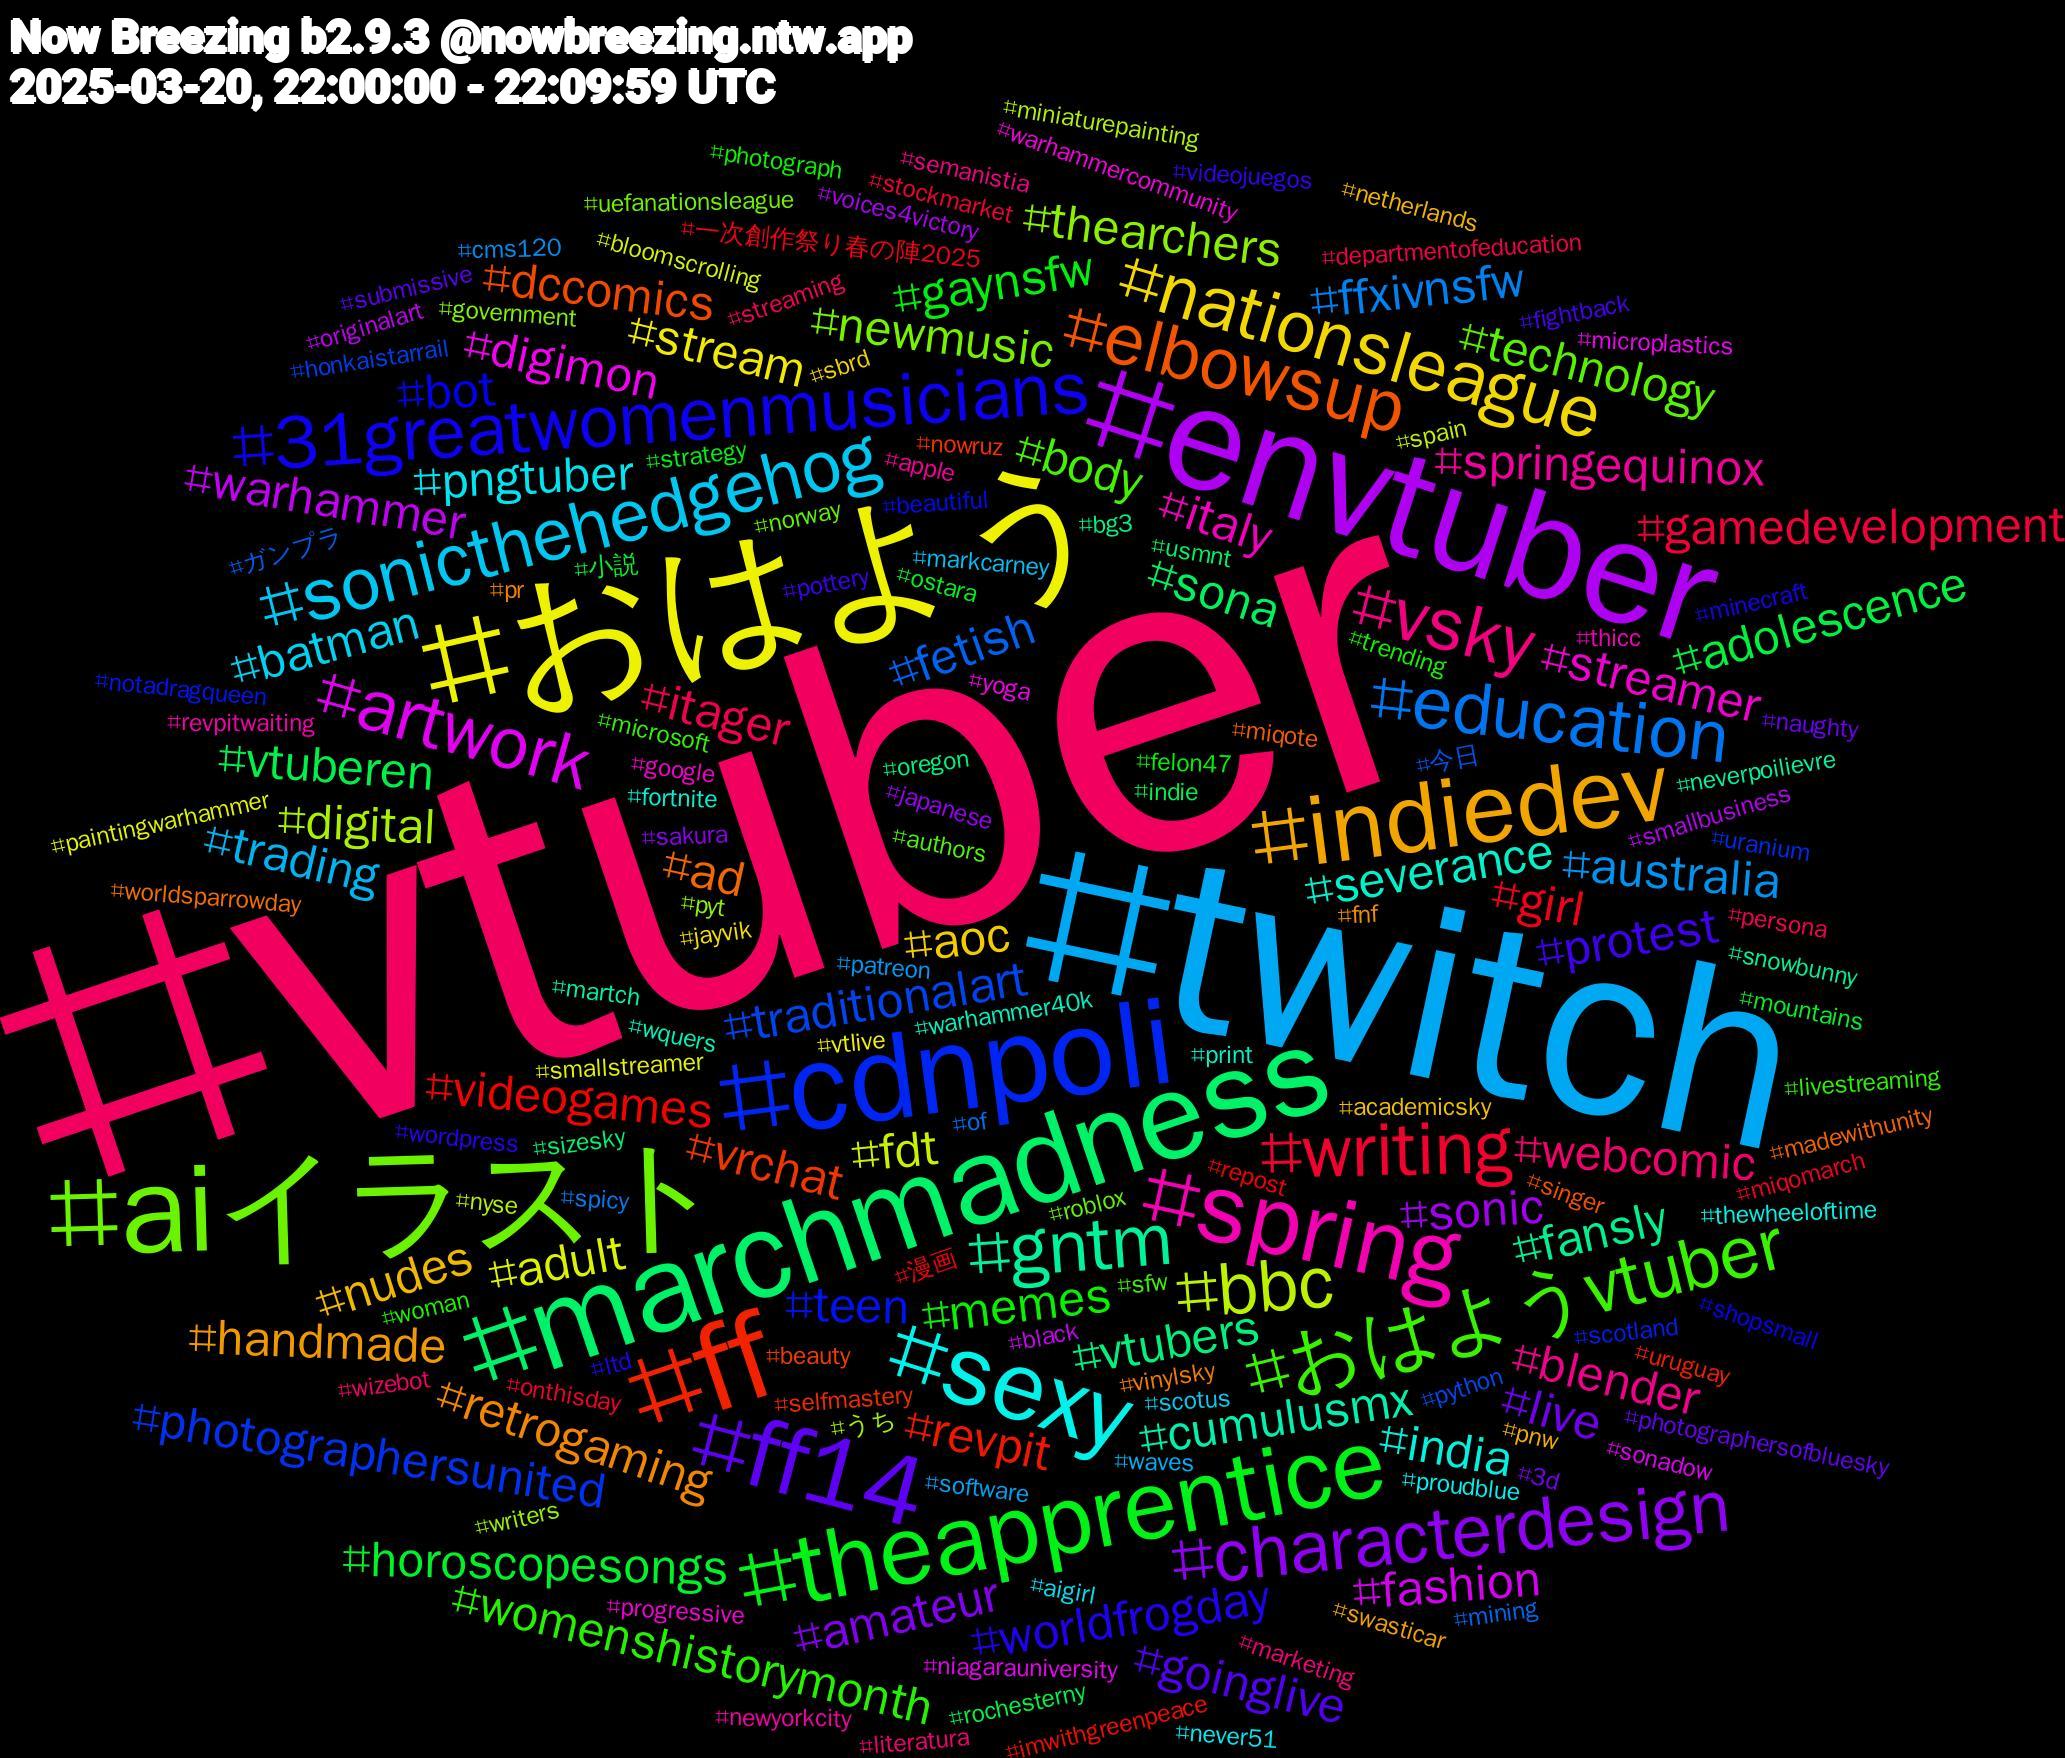 Now Breezing b2.9.3 @nowbreezing.ntw.app
2025-03-20, 22:00:00 - 22:09:59 UTC
#miniaturepainting
#warhammercommunity
#photograph
#semanistia
#videojuegos
#stockmarket
#netherlands
#uefanationsleague
#voices4victory
#thearchers
#一次創作祭り春の陣2025
#departmentofeducation
#cms120
#bloomscrolling
#gaynsfw
#ffxivnsfw
#submissive
#dccomics
#streaming
#nationsleague
#fightback
#government
#originalart
#newmusic
#elbowsup
#technology
#microplastics
#honkaistarrail
#digimon
#stream
#sbrd
#bot
#31greatwomenmusicians
#envtuber
#nowruz
#spain
#body
#apple
#strategy
#pngtuber
#springequinox
#warhammer
#sonicthehedgehog
#beautiful
#norway
#italy
#bg3
#ガンプラ
#小説
#おはよう
#markcarney
#usmnt
#gamedevelopment
#pr
#pottery
#ostara
#sona
#vsky
#minecraft
#batman
#fetish
#adolescence
#thicc
#trending
#notadragqueen
#artwork
#itager
#yoga
#streamer
#naughty
#revpitwaiting
#microsoft
#education
#miqote
#今日
#vtuberen
#google
#vtuber
#felon47
#indiedev
#neverpoilievre
#oregon
#fortnite
#indie
#paintingwarhammer
#digital
#japanese
#smallbusiness
#sakura
#authors
#uranium
#trading
#ad
#severance
#australia
#worldsparrowday
#pyt
#girl
#fnf
#persona
#jayvik
#aoc
#protest
#twitch
#patreon
#snowbunny
#martch
#traditionalart
#mountains
#wquers
#warhammer40k
#cdnpoli
#print
#smallstreamer
#vtlive
#aiイラスト
#videogames
#marchmadness
#livestreaming
#of
#academicsky
#wordpress
#sizesky
#vrchat
#fdt
#writing
#webcomic
#madewithunity
#spicy
#nyse
#spring
#roblox
#singer
#repost
#miqomarch
#sonic
#thewheeloftime
#gntm
#fansly
#adult
#nudes
#漫画
#bbc
#おはようvtuber
#sfw
#woman
#ff
#teen
#memes
#black
#vtubers
#scotland
#shopsmall
#handmade
#ltd
#beauty
#sexy
#blender
#uruguay
#wizebot
#onthisday
#vinylsky
#retrogaming
#selfmastery
#scotus
#python
#photographersunited
#うち
#revpit
#cumulusmx
#live
#photographersofbluesky
#ff14
#india
#pnw
#waves
#sonadow
#3d
#software
#proudblue
#writers
#theapprentice
#characterdesign
#horoscopesongs
#aigirl
#fashion
#mining
#womenshistorymonth
#progressive
#amateur
#worldfrogday
#swasticar
#goinglive
#marketing
#niagarauniversity
#rochesterny
#newyorkcity
#imwithgreenpeace
#literatura
#never51